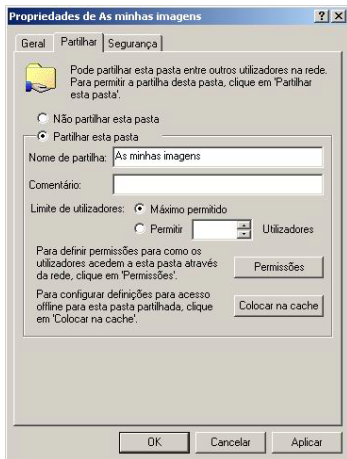 Propriedades de As minhas imagens
Geral Partilhar Segurança
Pode partilhar esta pasta entre outros utilizadores na rede.
Para permitir a partilha desta pasta, clique em 'Partilhar
esta pasta'.
Não partilhar esta pasta
Partilhar esta pasta
Nome de partilha: As minhas imagens
Comentário:
Limite de utilizadores: Máximo permitido
Permitir Utilizadores
Para definir permissões para como os
utilizadores acedem a esta pasta através
da rede, clique em 'Permissões'.
Permissões
Para configurar definições para acesso
offline para esta pasta partilhada, clique
em 'Colocar na cache'.
Colocar na cache
OK Cancelar Aplicar